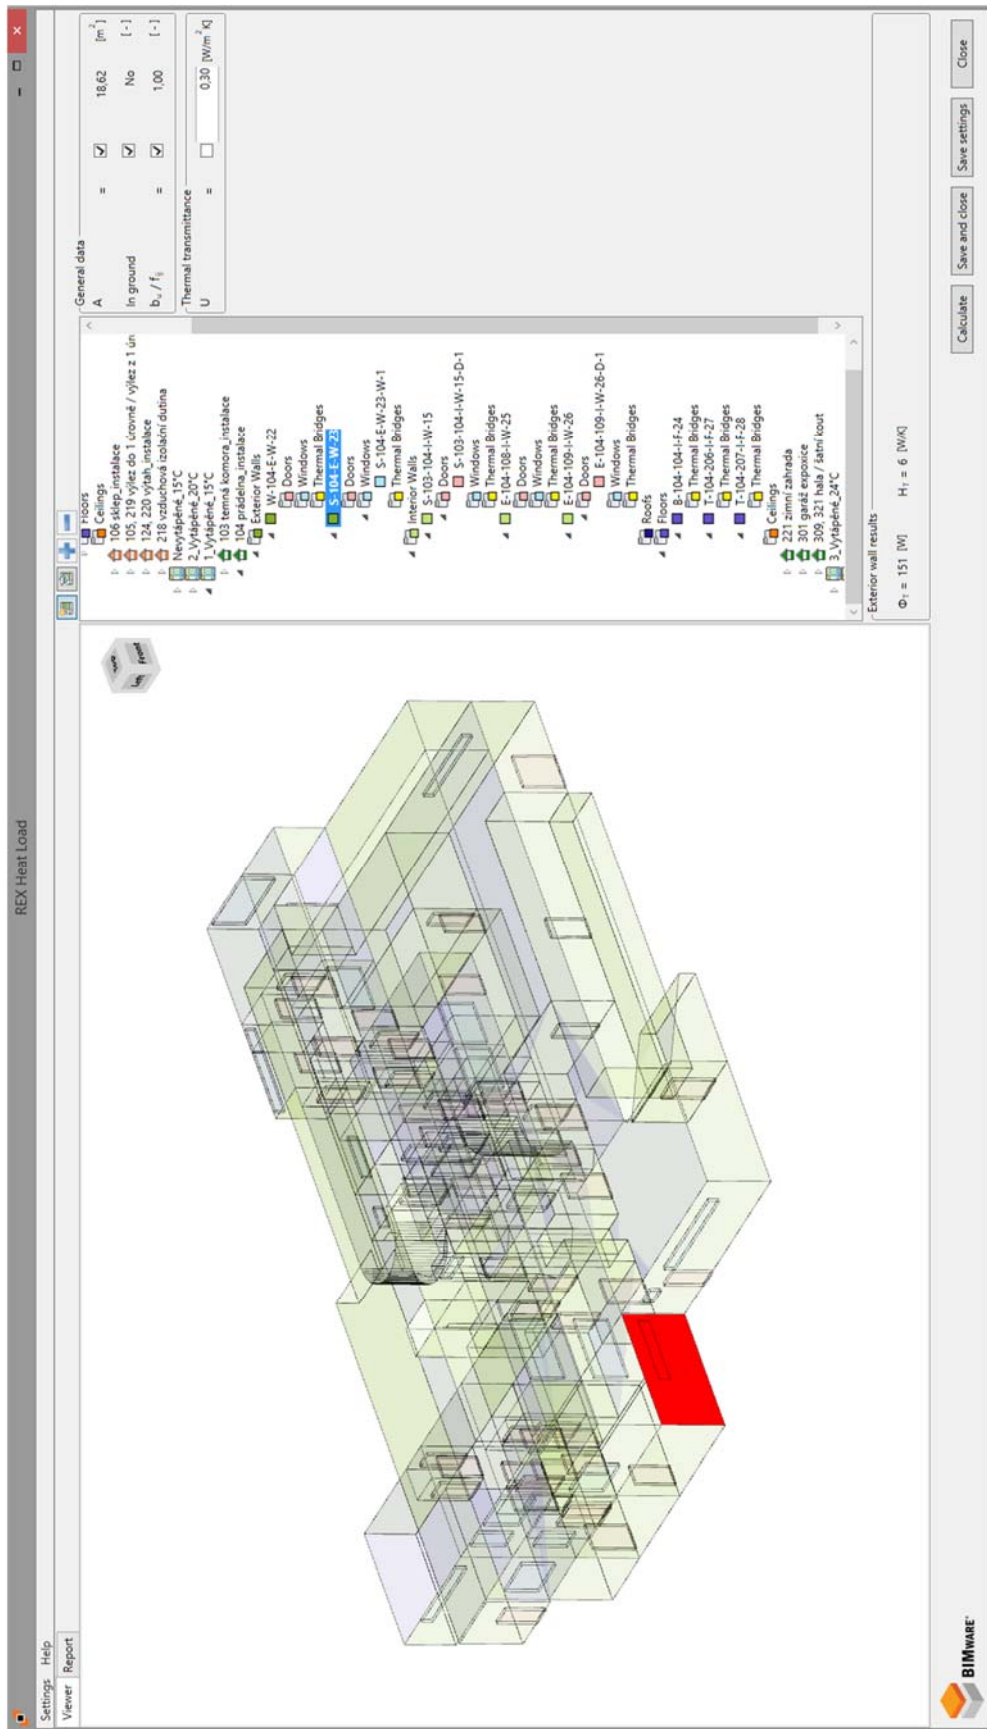 REX Heat Load
Settings Help
Viewer Report
Left
Front
Floors
Ceilings
106 sklep_instalace
105, 219 výlez do 1 úrovně / výlez z 1 úrn
124, 220 výtah_instalace
218 vzduchová izolační dutina
Nevytápěné_15°C
2_Vytápěné_20°C
1_Vytápěné_15°C
103 temná komora_instalace
104 prádelna_instalace
Exterior Walls
W-104-E-W-22
Doors
Windows
Thermal Bridges
S-104-E-W-23
Doors
Windows
S-104-E-W-23-W-1
Thermal Bridges
Interior Walls
S-103-104-I-W-15
Doors
S-103-104-I-W-15-D-1
Windows
Thermal Bridges
E-104-108-I-W-25
Doors
Windows
Thermal Bridges
E-104-109-I-W-26
Doors
E-104-109-I-W-26-D-1
Windows
Thermal Bridges
Roofs
Floors
B-104-104-I-F-24
Thermal Bridges
T-104-206-I-F-27
Thermal Bridges
T-104-207-I-F-28
Thermal Bridges
Ceilings
221 zimní zahrada
301 garáž expozice
309, 321 hala / šatní kout
3_Vytápěné_24°C
General data
A = 18,62 [m²]
In ground = No [-]
bᵤ / fᵢⱼ = 1,00 [-]
Thermal transmittance
U = 0,30 [W/m²K]
Exterior wall results
Φᴛ = 151 [W] Hᴛ = 6 [W/K]
BIMware
Calculate Save and close Save settings Close